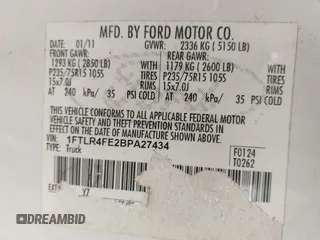 MFD. BY FORD MOTOR CO.
DATE: 01/11 GVWR: 2336 KG ( 5150 LB)
FRONT GAWR: REAR GAWR:
1293 KG ( 2850 LB) 1179 KG ( 2600 LB)
P235/75R15 105S TIRES P235/75R15 105S
15x7.0J RIMS 15x7.0J
AT 240 kPa/ 35 PSI COLD AT 240 kPa/ 35 PSI COLD
THIS VEHICLE CONFORMS TO ALL APPLICABLE FEDERAL MOTOR
VEHICLE SAFETY AND THEFT PREVENTION STANDARDS IN EFFECT
ON THE DATE OF MANUFACTURE SHOWN ABOVE.
VIN: 1FTLR4FE2BPA27434
TYPE: Truck
F0124
T0262
EXT Y7
DREAMBID